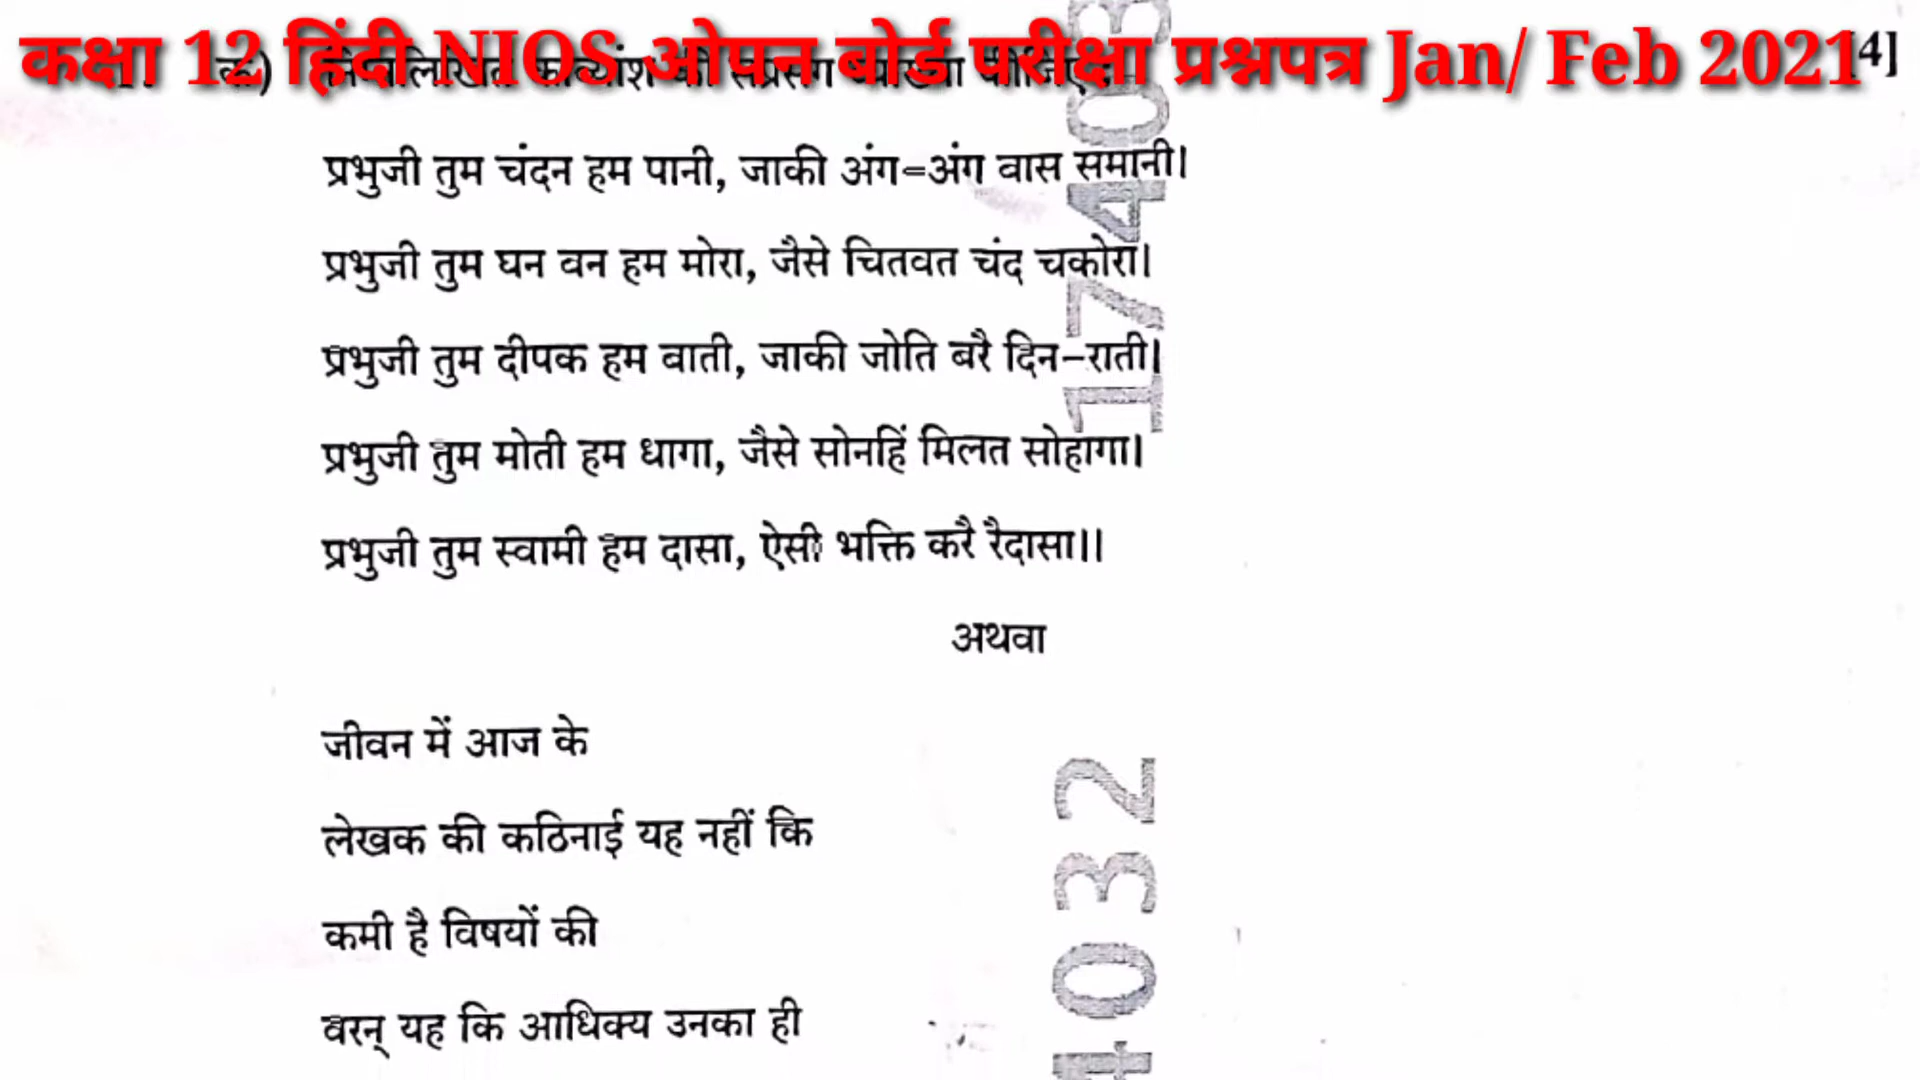 कक्षा 12 हिंदी NIOS ओपन बोर्ड परीक्षा प्रश्नपत्र Jan/ Feb 2021
[4]
प्रभुजी तुम चंदन हम पानी, जाकी अंग=अंग वास समानी।
प्रभुजी तुम घन वन हम मोरा, जैसे चितवत चंद चकोरा।
प्रभुजी तुम दीपक हम वाती, जाकी जोति बरै दिन–राती।
प्रभुजी तुम मोती हम धागा, जैसे सोनहिं मिलत सोहागा।
प्रभुजी तुम स्वामी हम दासा, ऐसी भक्ति करै रैदासा।।
अथवा
जीवन में आज के
लेखक की कठिनाई यह नहीं कि
कमी है विषयों की
वरन् यह कि आधिक्य उनका ही
17403
4032